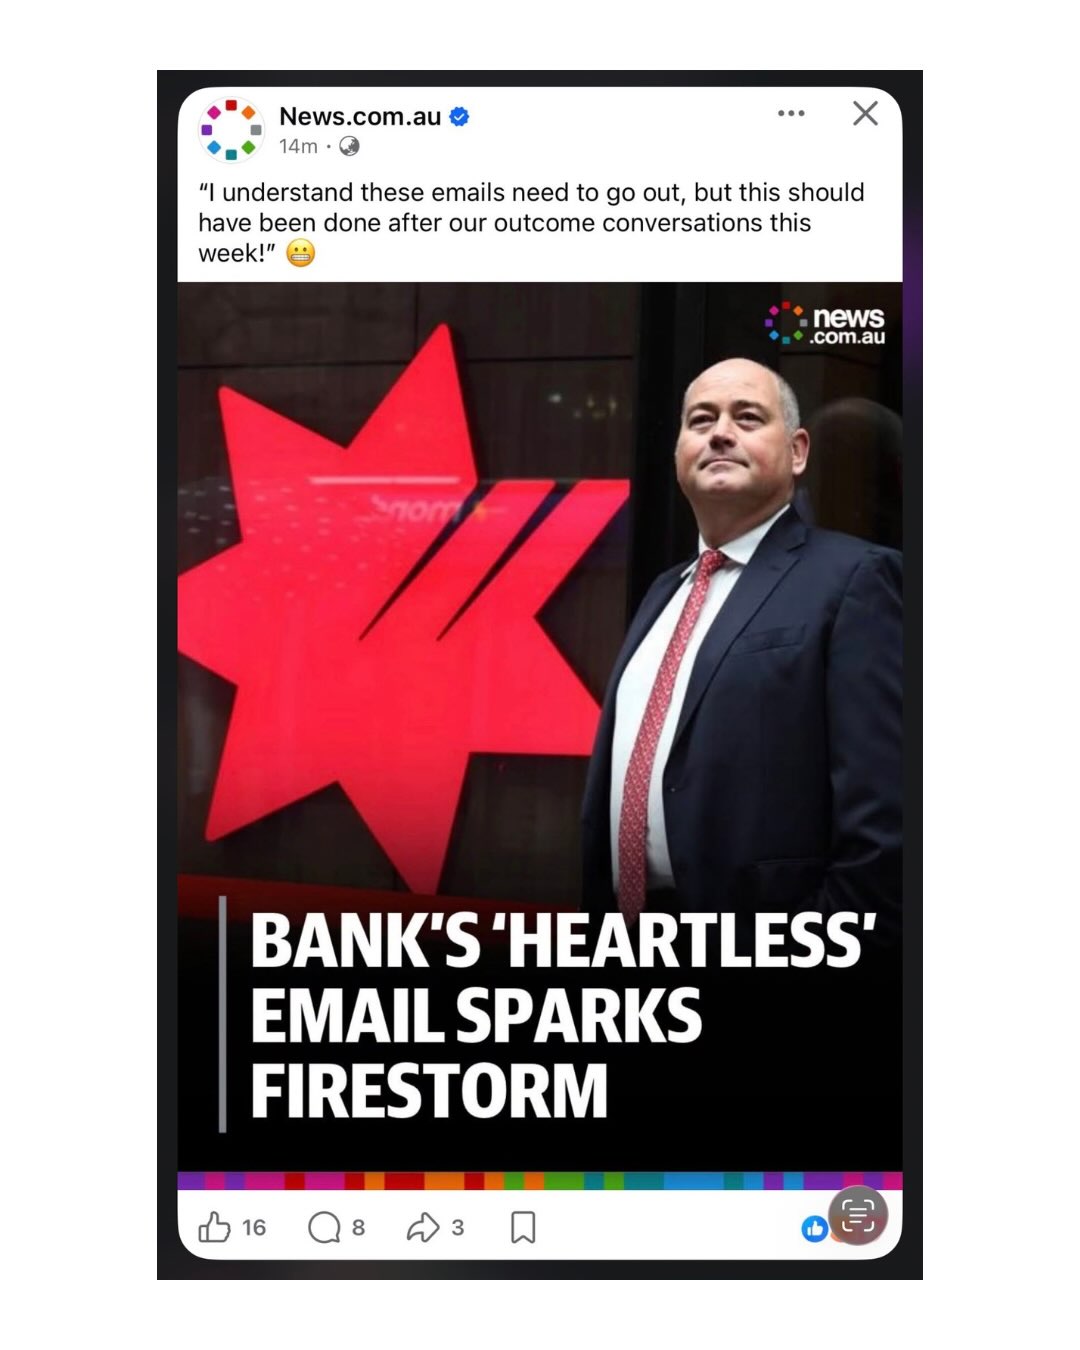 News.com.au
14m ·
“I understand these emails need to go out, but this should
have been done after our outcome conversations this
week!” 😬
news
.com.au
BANK’S ‘HEARTLESS’
EMAIL SPARKS
FIRESTORM
16 8 3